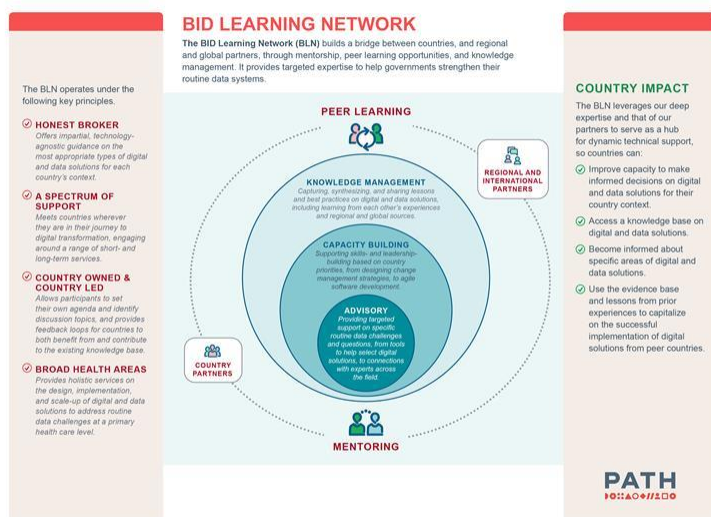 BID LEARNING NETWORK
The BID Learning Network (BLN) builds a bridge between countries, and regional
and global partners, through mentorship, peer learning opportunities, and knowledge
management. It provides targeted expertise to help governments strengthen their
routine data systems.
The BLN operates under the
following key principles.
HONEST BROKER
Offers impartial, technology-
agnostic guidance on the
most appropriate types of digital
and data solutions for each
country's context.
A SPECTRUM OF
SUPPORT
Meets countries wherever
they are in their journey to
digital transformation, engaging
around a range of short- and
long-term services.
COUNTRY OWNED &
COUNTRY LED
Allows participants to set
their own agenda and identify
discussion topics, and provides
feedback loops for countries to
both benefit from and contribute
to the existing knowledge base.
BROAD HEALTH AREAS
Provides holistic services on
the design, implementation,
and scale-up of digital and data
solutions to address routine
data challenges at a primary
health care level.
PEER LEARNING
REGIONAL AND
INTERNATIONAL
PARTNERS
KNOWLEDGE MANAGEMENT
Capturing, synthesizing, and sharing lessons
and best practices on digital and data solutions,
including learning from each other's experiences
and regional and global sources.
CAPACITY BUILDING
Supporting skills- and leadership-
building based on country
priorities, from designing change
management strategies, to agile
software development.
ADVISORY
Providing targeted
support on specific
routine data challenges
and questions, from tools
to help select digital
solutions, to connections
with experts across
the field.
COUNTRY
PARTNERS
MENTORING
COUNTRY IMPACT
The BLN leverages our deep
expertise and that of our
partners to serve as a hub
for dynamic technical support,
so countries can:
Improve capacity to make
informed decisions on digital
and data solutions for their
country context.
Access a knowledge base on
digital and data solutions.
Become informed about
specific areas of digital and
data solutions.
Use the evidence base
and lessons from prior
experiences to capitalize
on the successful
implementation of digital
solutions from peer countries.
PATH